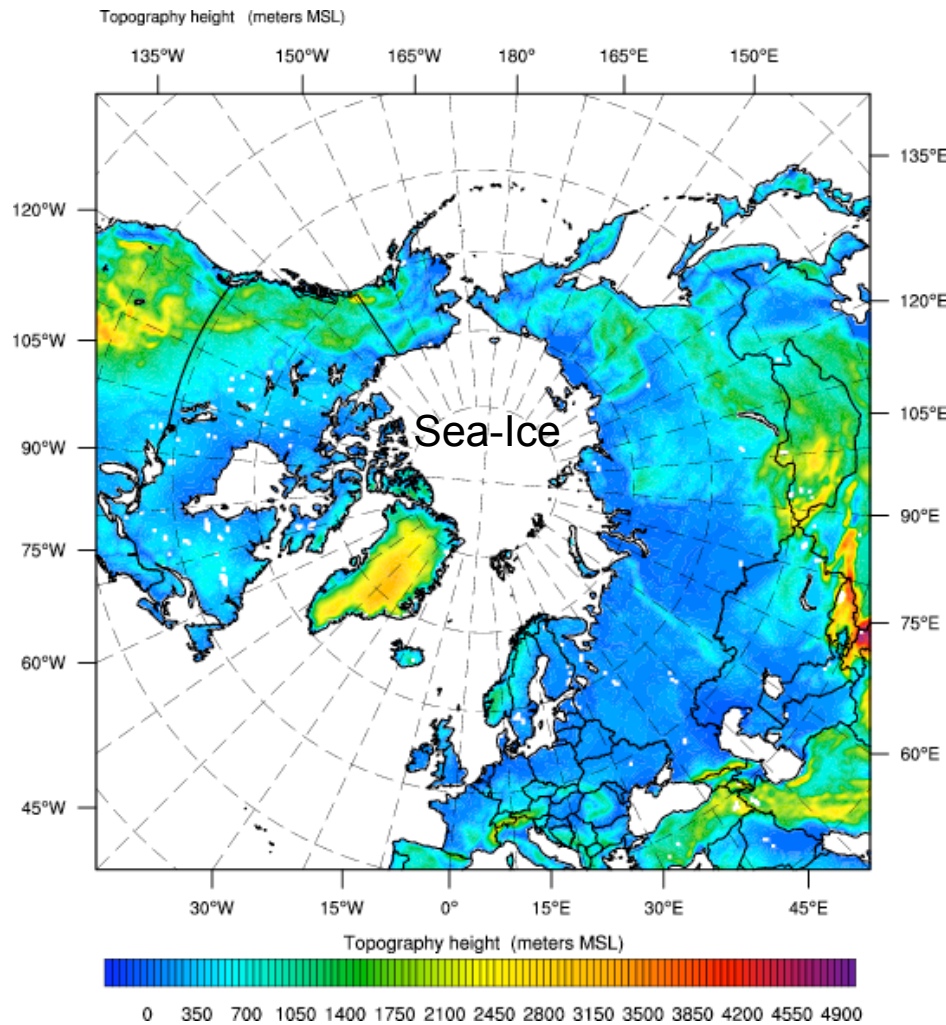 Topography height (meters MSL)
135°W 150°W 165°W 180° 165°E 150°E
135°E
120°W
120°E
105°W
105°E
Sea-Ice
90°W
90°E
75°W
75°E
60°W
60°E
45°W
30°W 15°W 0° 15°E 30°E 45°E
Topography height (meters MSL)
0 350 700 1050 1400 1750 2100 2450 2800 3150 3500 3850 4200 4550 4900